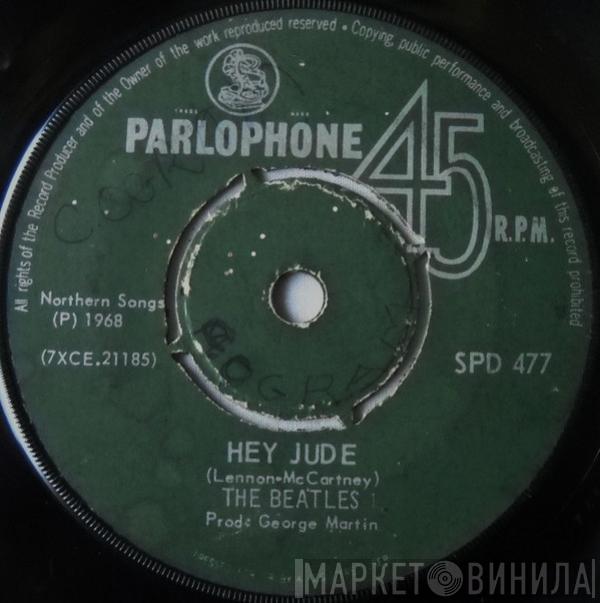 All rights of the Record Producer and of the Owner of the work reproduced reserved • Copying, public performance and broadcasting of this record prohibited
TRADE MARK
PARLOPHONE
45
R.P.M.
Northern Songs
(P) 1968
(7XCE.21185)
SPD 477
HEY JUDE
(Lennon-McCartney)
THE BEATLES
Prod: George Martin
МАРКЕТ ВИНИЛА